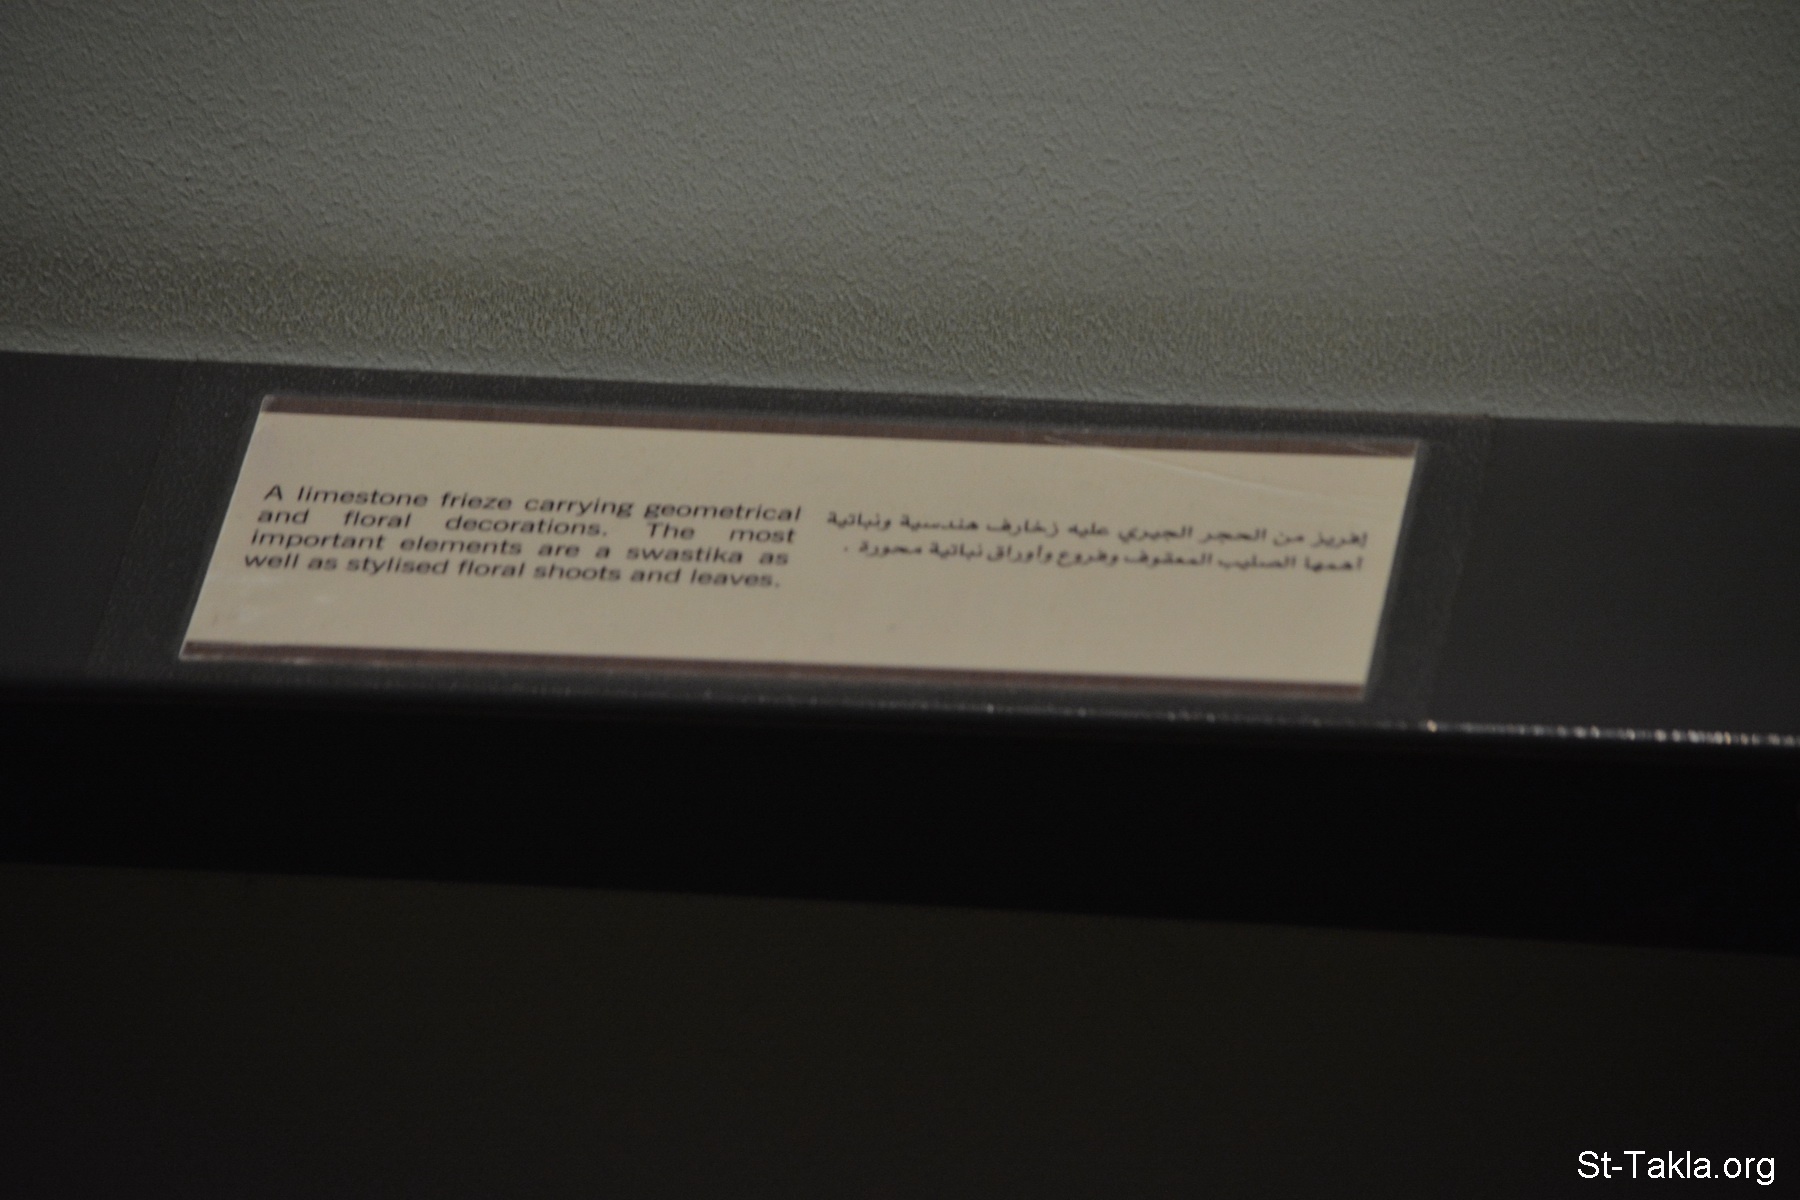 A limestone frieze carrying geometrical
and floral decorations. The most
important elements are a swastika as
well as stylised floral shoots and leaves.
إفريز من الحجر الجيري عليه زخارف هندسية ونباتية
أهمها الصليب المعقوف وفروع وأوراق نباتية محورة .
St-Takla.org